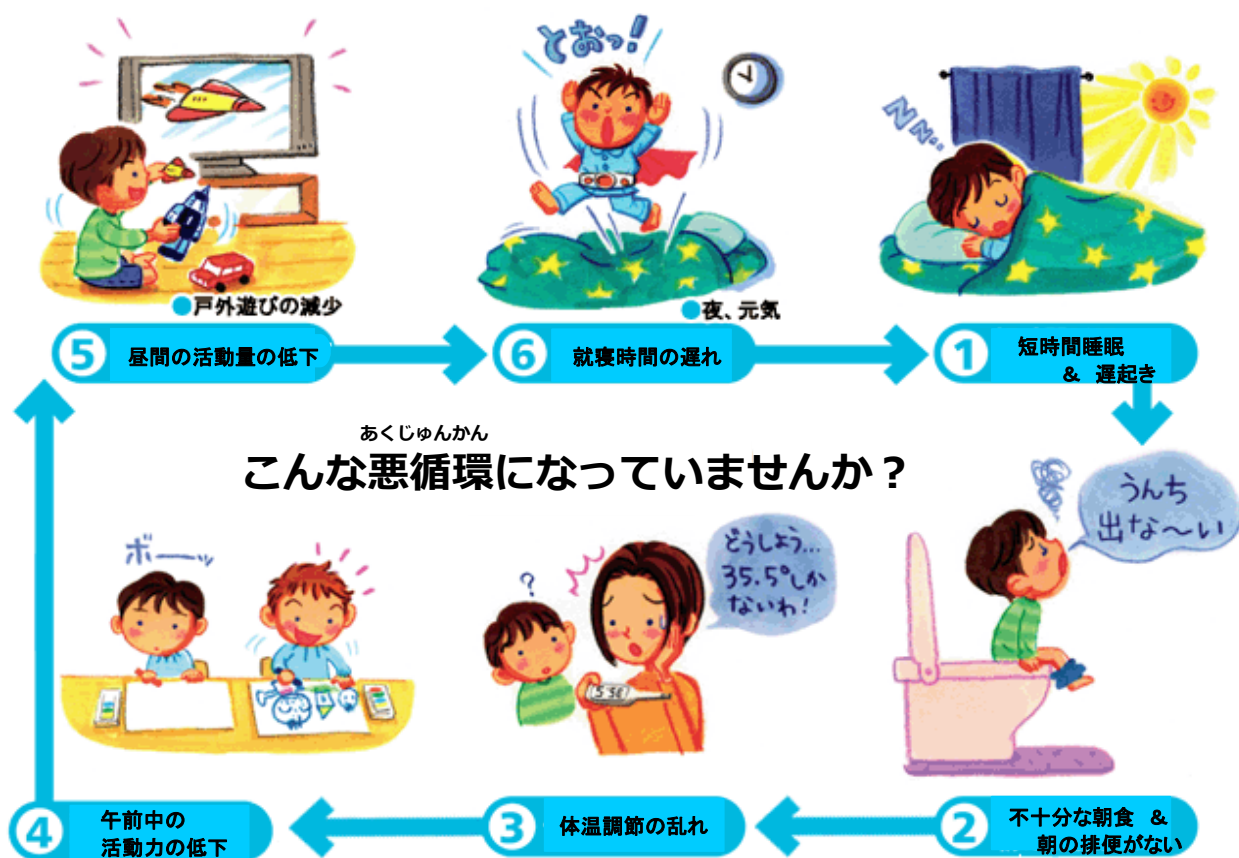 とおっ!
NN..
●戸外遊びの減少
●夜、元気
⑤ 昼間の活動量の低下
⑥ 就寝時間の遅れ
① 短時間睡眠
& 遅起き
あくじゅんかん
こんな悪循環になっていませんか?
うんち
出な〜い
ボーッ
?
どうしよう...
35.5°しか
ないわ!
④ 午前中の
活動力の低下
③ 体温調節の乱れ
② 不十分な朝食 &
朝の排便がない